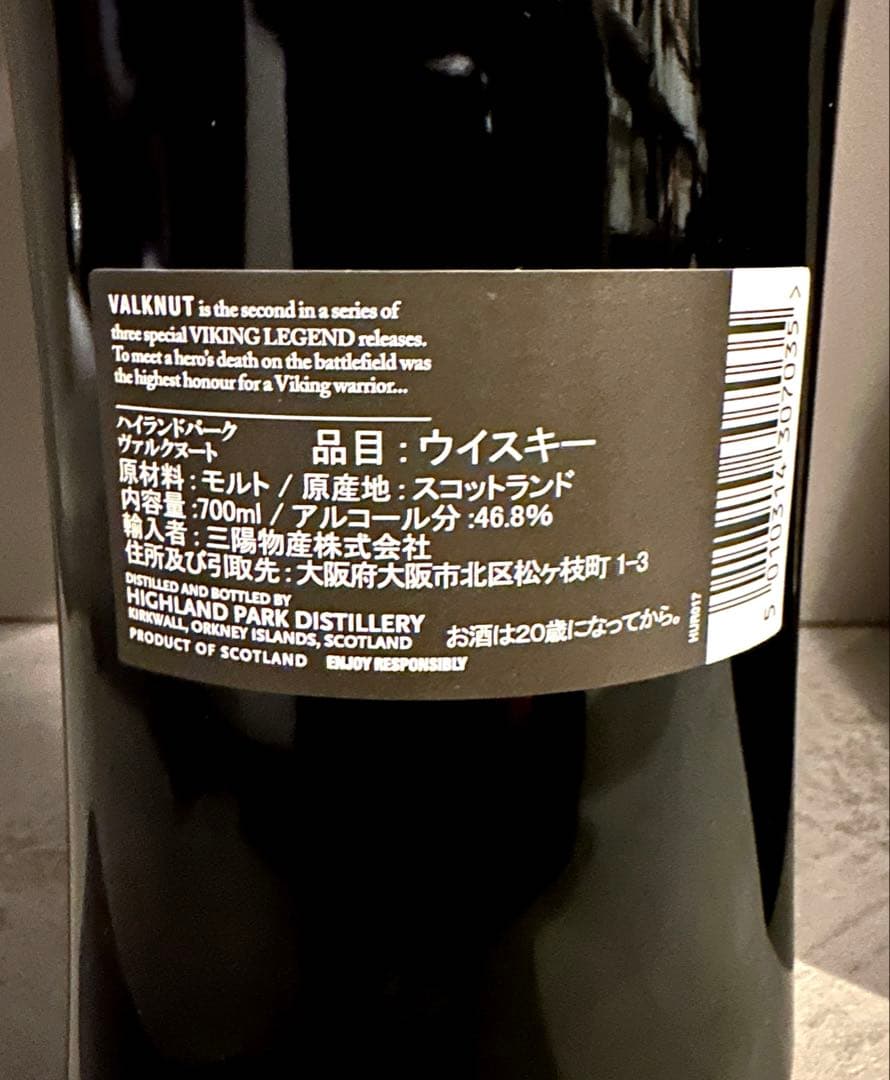 VALKNUT is the second in a series of
three special VIKING LEGEND releases.
To meet a hero's death on the battlefield was
the highest honour for a Viking warrior...
ハイランドパーク
ヴァルクヌート
品目：ウイスキー
原材料：モルト / 原産地：スコットランド
内容量：700ml / アルコール分：46.8%
輸入者：三陽物産株式会社
住所及び引取先：大阪府大阪市北区松ヶ枝町 1-3
DISTILLED AND BOTTLED BY
HIGHLAND PARK DISTILLERY
KIRKWALL, ORKNEY ISLANDS, SCOTLAND
PRODUCT OF SCOTLAND ENJOY RESPONSIBLY
お酒は20歳になってから。
HUR017
5 010314 307035 >